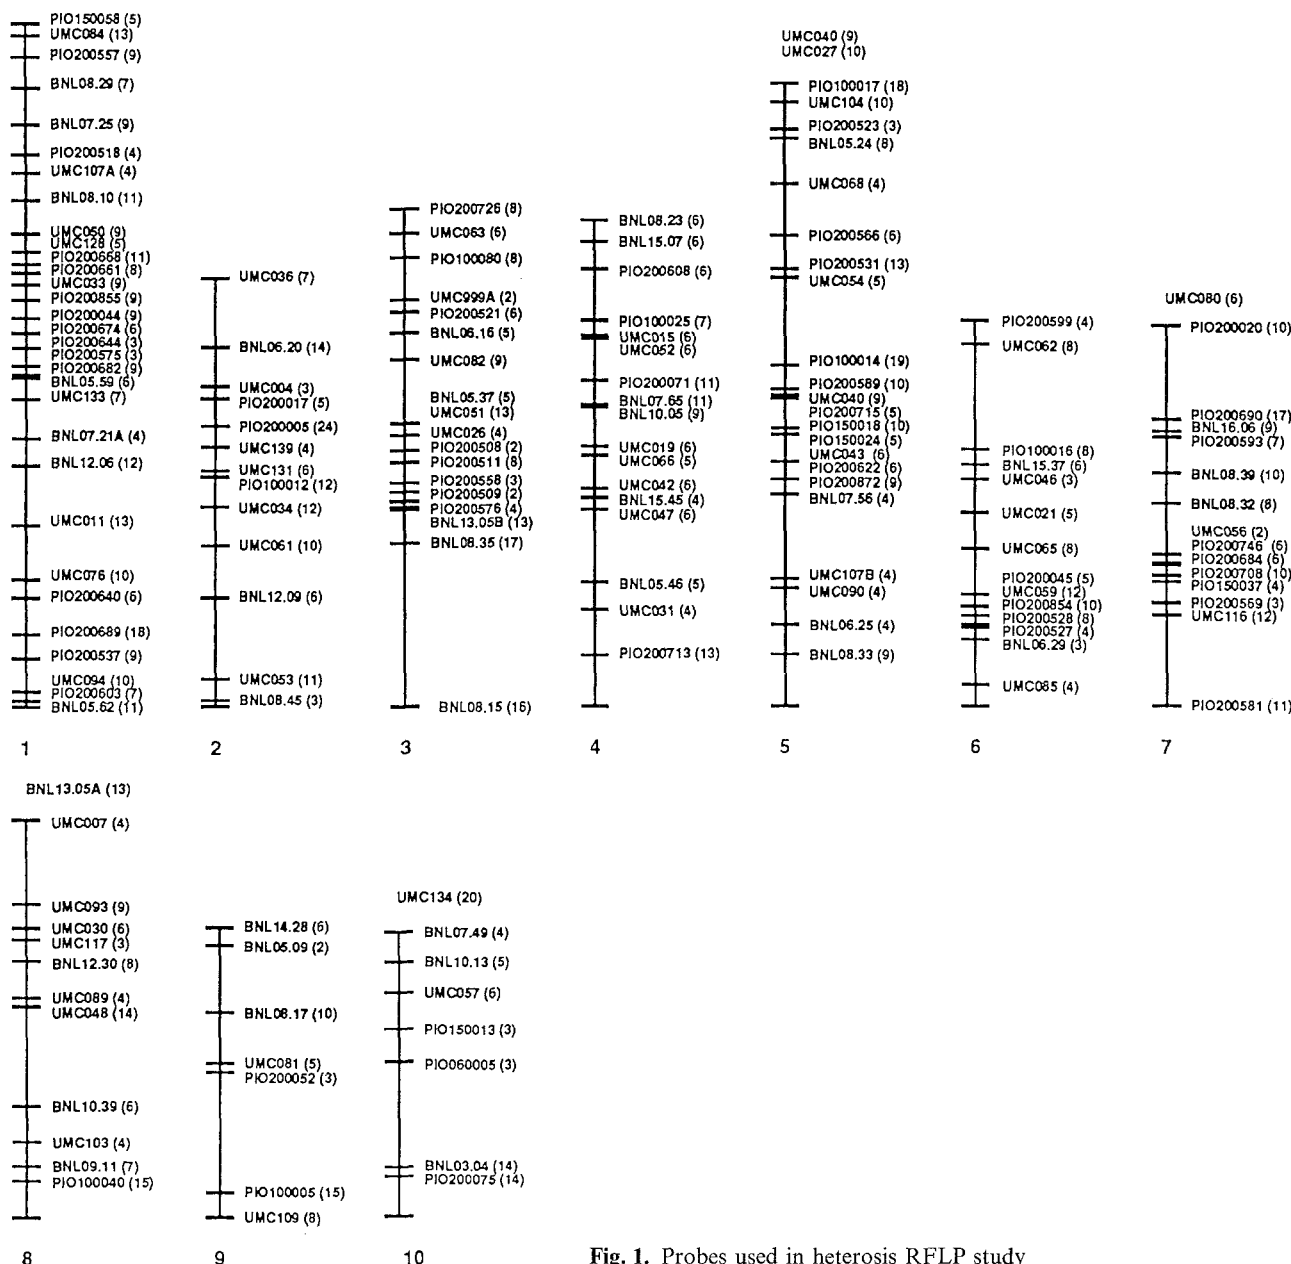 PIO150058 (5)
UMC084 (13)
PIO200557 (9)
BNL08.29 (7)
BNL07.25 (9)
PIO200518 (4)
UMC107A (4)
BNL08.10 (11)
UMC050 (9)
UMC128 (5)
PIO200668 (11)
PIO200661 (8)
UMC033 (9)
PIO200855 (9)
PIO200044 (9)
PIO200674 (6)
PIO200644 (3)
PIO200575 (3)
PIO200682 (9)
BNL05.59 (6)
UMC133 (7)
BNL07.21A (4)
BNL12.06 (12)
UMC011 (13)
UMC076 (10)
PIO200640 (6)
PIO200689 (18)
PIO200537 (9)
UMC094 (10)
PIO200603 (7)
BNL05.62 (11)
1
UMC036 (7)
BNL06.20 (14)
UMC004 (3)
PIO200017 (5)
PIO200005 (24)
UMC139 (4)
UMC131 (6)
PIO100012 (12)
UMC034 (12)
UMC061 (10)
BNL12.09 (6)
UMC053 (11)
BNL08.45 (3)
2
PIO200726 (8)
UMC063 (6)
PIO100080 (8)
UMC999A (2)
PIO200521 (6)
BNL06.16 (5)
UMC082 (9)
BNL05.37 (5)
UMC051 (13)
UMC026 (4)
PIO200508 (2)
PIO200511 (8)
PIO200558 (3)
PIO200509 (2)
PIO200576 (4)
BNL13.05B (13)
BNL08.35 (17)
BNL08.15 (16)
3
BNL08.23 (6)
BNL15.07 (6)
PIO200608 (6)
PIO100025 (7)
UMC015 (6)
UMC052 (6)
PIO200071 (11)
BNL07.65 (11)
BNL10.05 (9)
UMC019 (6)
UMC066 (5)
UMC042 (6)
BNL15.45 (4)
UMC047 (6)
BNL05.46 (5)
UMC031 (4)
PIO200713 (13)
4
UMC040 (9)
UMC027 (10)
PIO100017 (18)
UMC104 (10)
PIO200523 (3)
BNL05.24 (8)
UMC068 (4)
PIO200566 (6)
PIO200531 (13)
UMC054 (5)
PIO100014 (19)
PIO200589 (10)
UMC040 (9)
PIO200715 (5)
PIO150018 (10)
PIO150024 (5)
UMC043 (6)
PIO200622 (6)
PIO200872 (9)
BNL07.56 (4)
UMC107B (4)
UMC090 (4)
BNL06.25 (4)
BNL08.33 (9)
5
PIO200599 (4)
UMC062 (8)
PIO100016 (8)
BNL15.37 (6)
UMC046 (3)
UMC021 (5)
UMC065 (8)
PIO200045 (5)
UMC059 (12)
PIO200854 (10)
PIO200528 (8)
PIO200527 (4)
BNL06.29 (3)
UMC085 (4)
6
UMC080 (6)
PIO200020 (10)
PIO200690 (17)
BNL16.06 (9)
PIO200593 (7)
BNL08.39 (10)
BNL08.32 (8)
UMC056 (2)
PIO200746 (6)
PIO200684 (6)
PIO200708 (10)
PIO150037 (4)
PIO200569 (3)
UMC116 (12)
PIO200581 (11)
7
BNL13.05A (13)
UMC007 (4)
UMC093 (9)
UMC030 (6)
UMC117 (3)
BNL12.30 (8)
UMC089 (4)
UMC048 (14)
BNL10.39 (6)
UMC103 (4)
BNL09.11 (7)
PIO100040 (15)
8
BNL14.28 (6)
BNL05.09 (2)
BNL08.17 (10)
UMC081 (5)
PIO200052 (3)
PIO100005 (15)
UMC109 (8)
9
UMC134 (20)
BNL07.49 (4)
BNL10.13 (5)
UMC057 (6)
PIO150013 (3)
PIO060005 (3)
BNL03.04 (14)
PIO200075 (14)
10
Fig. 1. Probes used in heterosis RFLP study